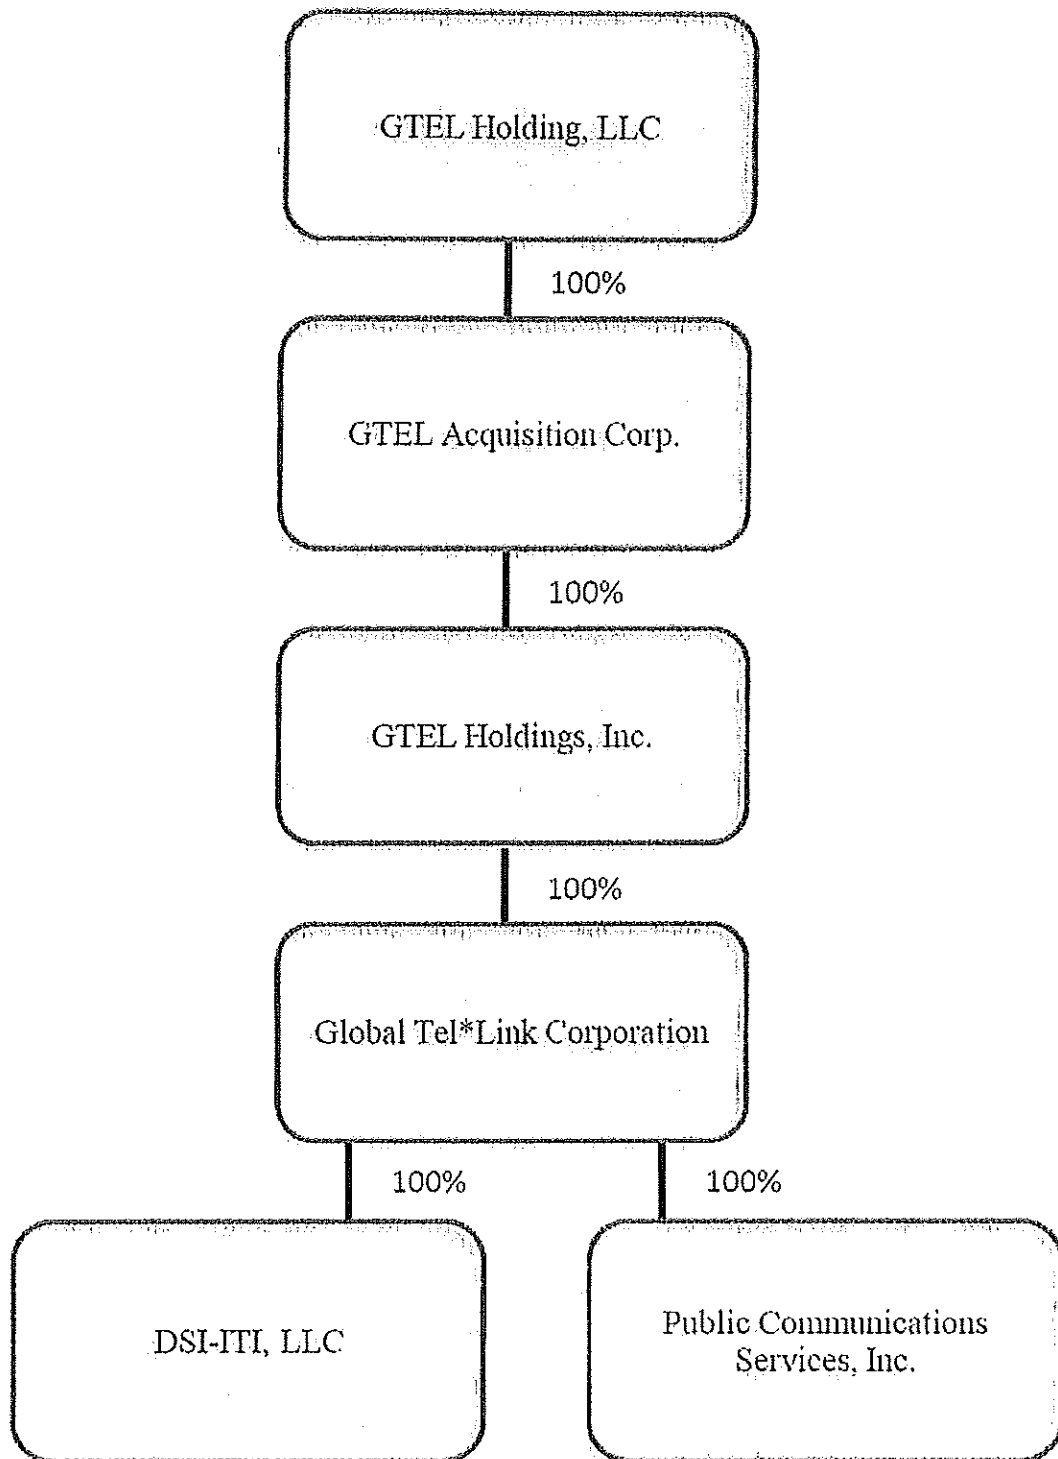 GTEL Holding, LLC
100%
GTEL Acquisition Corp.
100%
GTEL Holdings, Inc.
100%
Global Tel*Link Corporation
100%
100%
DSI-ITI, LLC
Public Communications
Services, Inc.